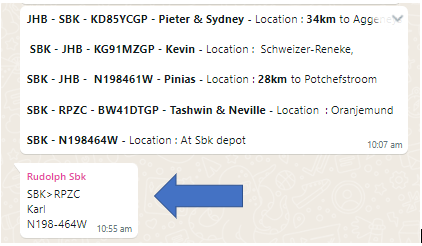 JHB - SBK - KD85YCGP - Pieter & Sydney - Location : 34km to Aggeneys,
SBK - JHB - KG91MZGP - Kevin - Location : Schweizer-Reneke,
SBK - JHB - N198461W - Pinias - Location : 28km to Potchefstroom
SBK - RPZC - BW41DTGP - Tashwin & Neville - Location : Oranjemund
SBK - N198464W - Location : At Sbk depot
10:07 am
Rudolph Sbk
SBK>RPZC
Karl
N198-464W
10:55 am